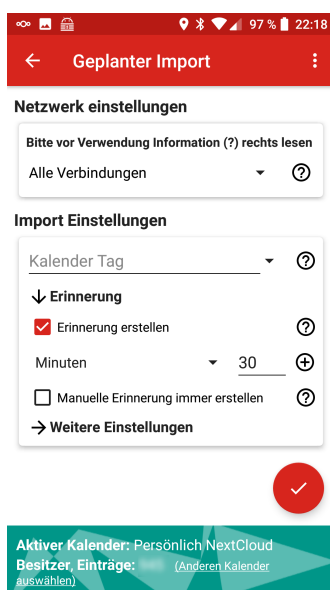 97 % 22:18
Geplanter Import
Netzwerk einstellungen
Bitte vor Verwendung Information (?) rechts lesen
Alle Verbindungen
Import Einstellungen
Kalender Tag
Erinnerung
Erinnerung erstellen
Minuten 30
Manuelle Erinnerung immer erstellen
Weitere Einstellungen
Aktiver Kalender: Persönlich NextCloud
Besitzer, Einträge: (Anderen Kalender
auswählen)